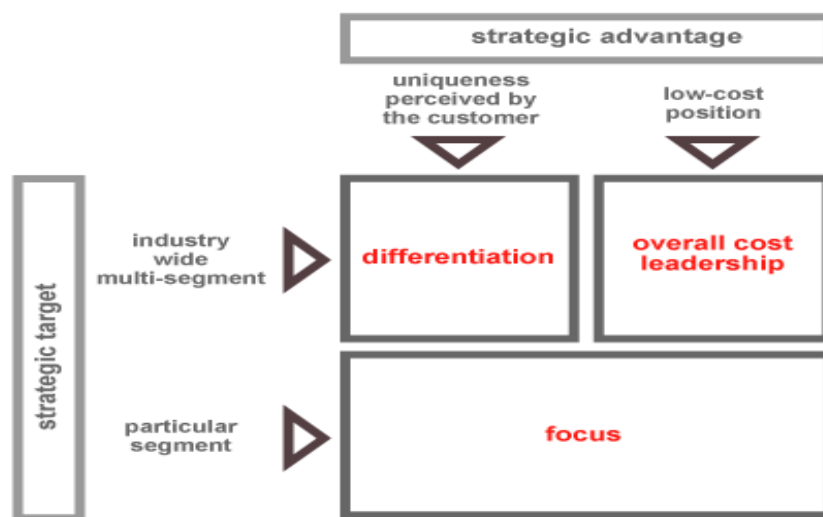 strategic advantage
uniqueness
perceived by
the customer
low-cost
position
strategic target
industry
wide
multi-segment
differentiation
overall cost
leadership
particular
segment
focus